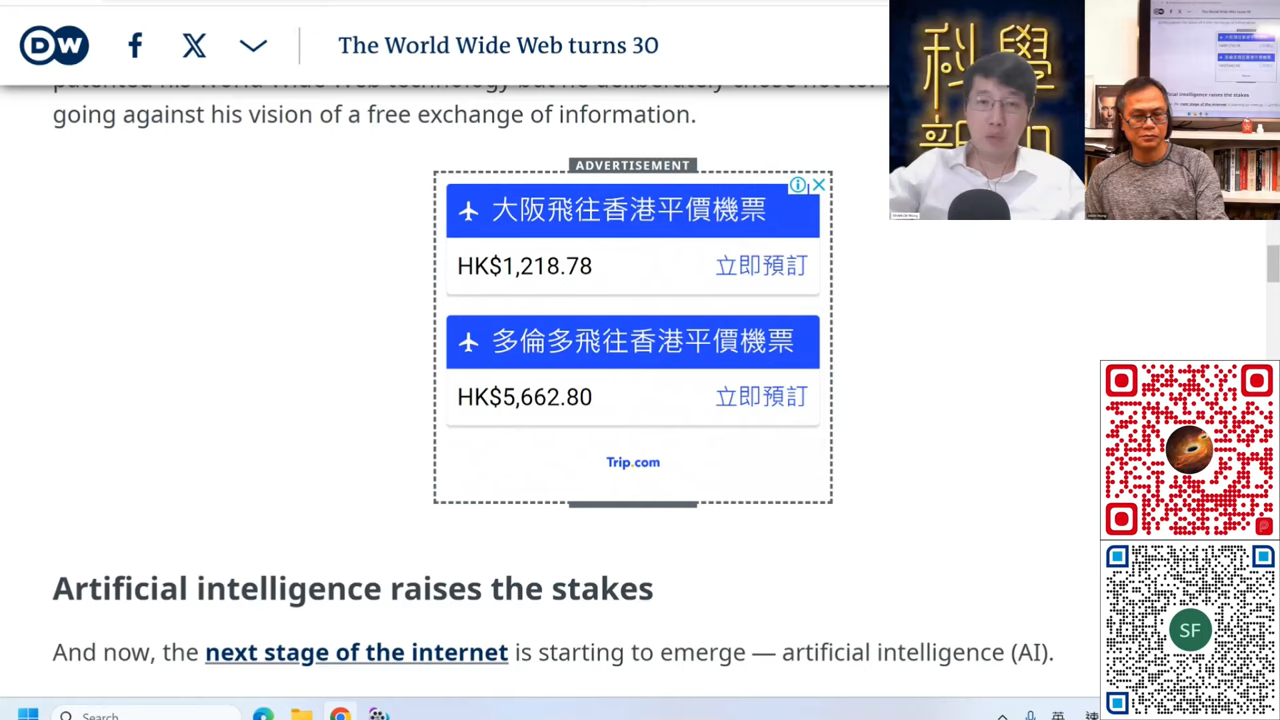 DW
The World Wide Web turns 30
going against his vision of a free exchange of information.
ADVERTISEMENT
大阪飛往香港平價機票
HK$1,218.78
立即預訂
多倫多飛往香港平價機票
HK$5,662.80
立即預訂
Trip.com
Artificial intelligence raises the stakes
And now, the next stage of the internet is starting to emerge — artificial intelligence (AI).
科學
SF
Search
英